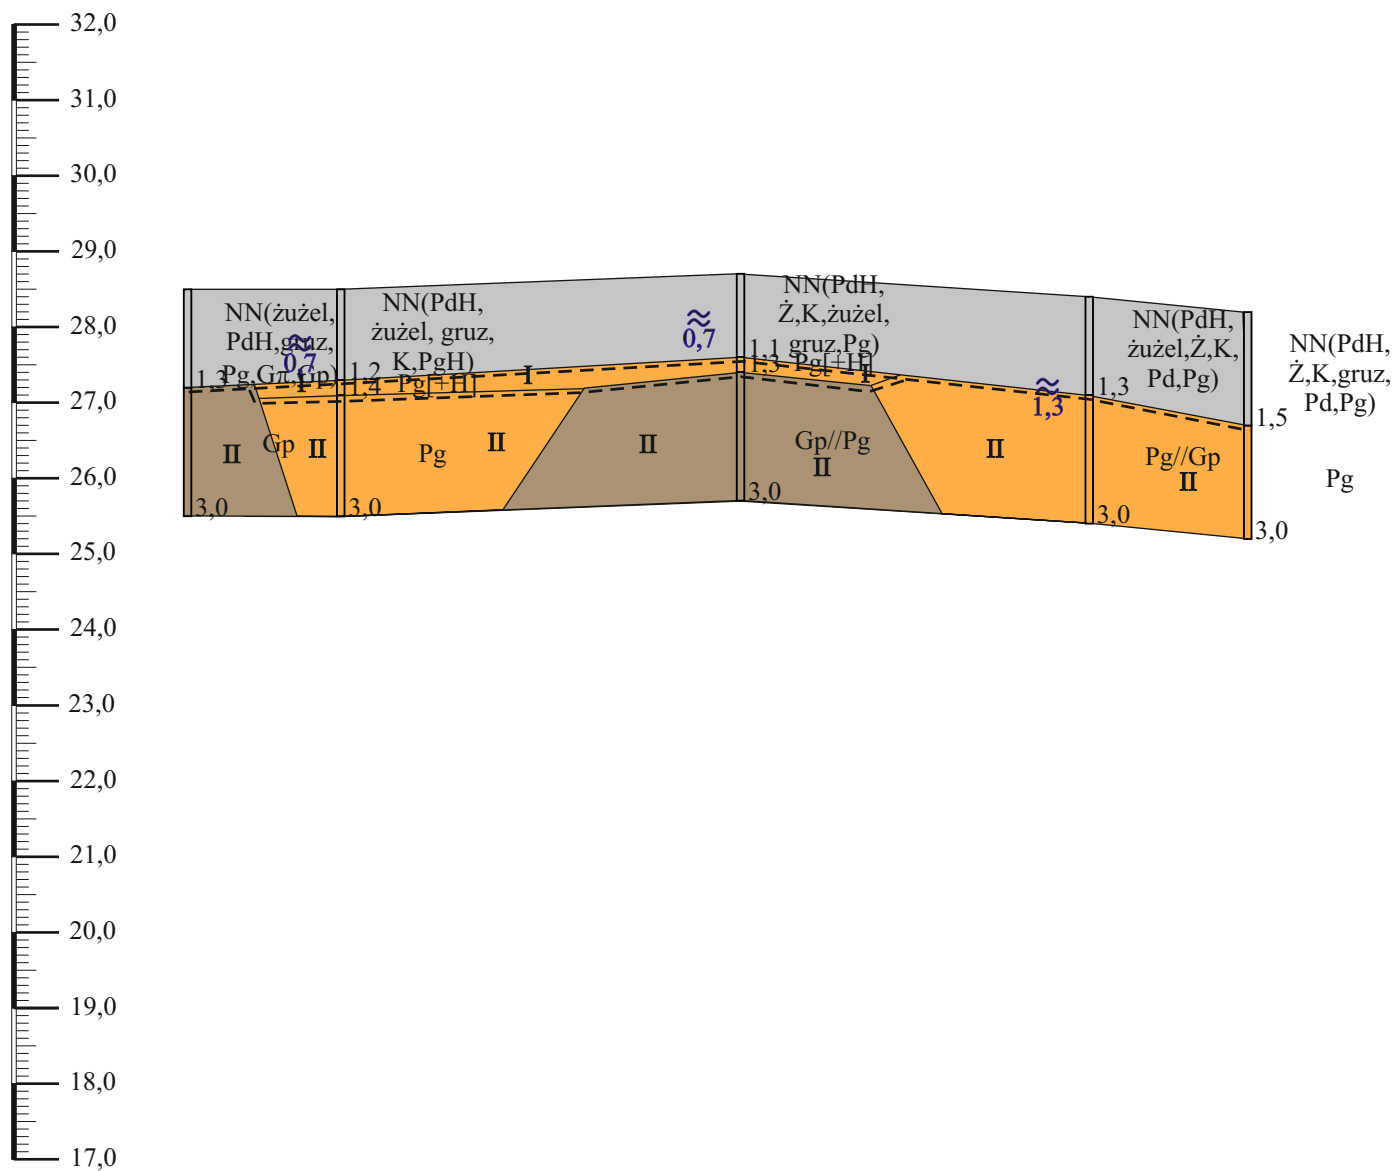 32,0
31,0
30,0
29,0
28,0
27,0
26,0
25,0
24,0
23,0
22,0
21,0
20,0
19,0
18,0
17,0
NN(żużel,
PdH,gruz,
Pg,Gπ,Gp)
0,7
1,3
I
Gp
II
II
3,0
NN(PdH,
żużel, gruz,
K,PgH)
Pg[+H]
1,2
1,4
I
0,7
Pg
II
II
3,0
NN(PdH,
Ż,K,żużel,
gruz,Pg)
Pg[+H]
1,1
1,3
I
Gp//Pg
II
II
3,0
1,3
NN(PdH,
żużel,Ż,K,
Pd,Pg)
1,3
Pg//Gp
II
3,0
NN(PdH,
Ż,K,gruz,
Pd,Pg)
1,5
Pg
3,0